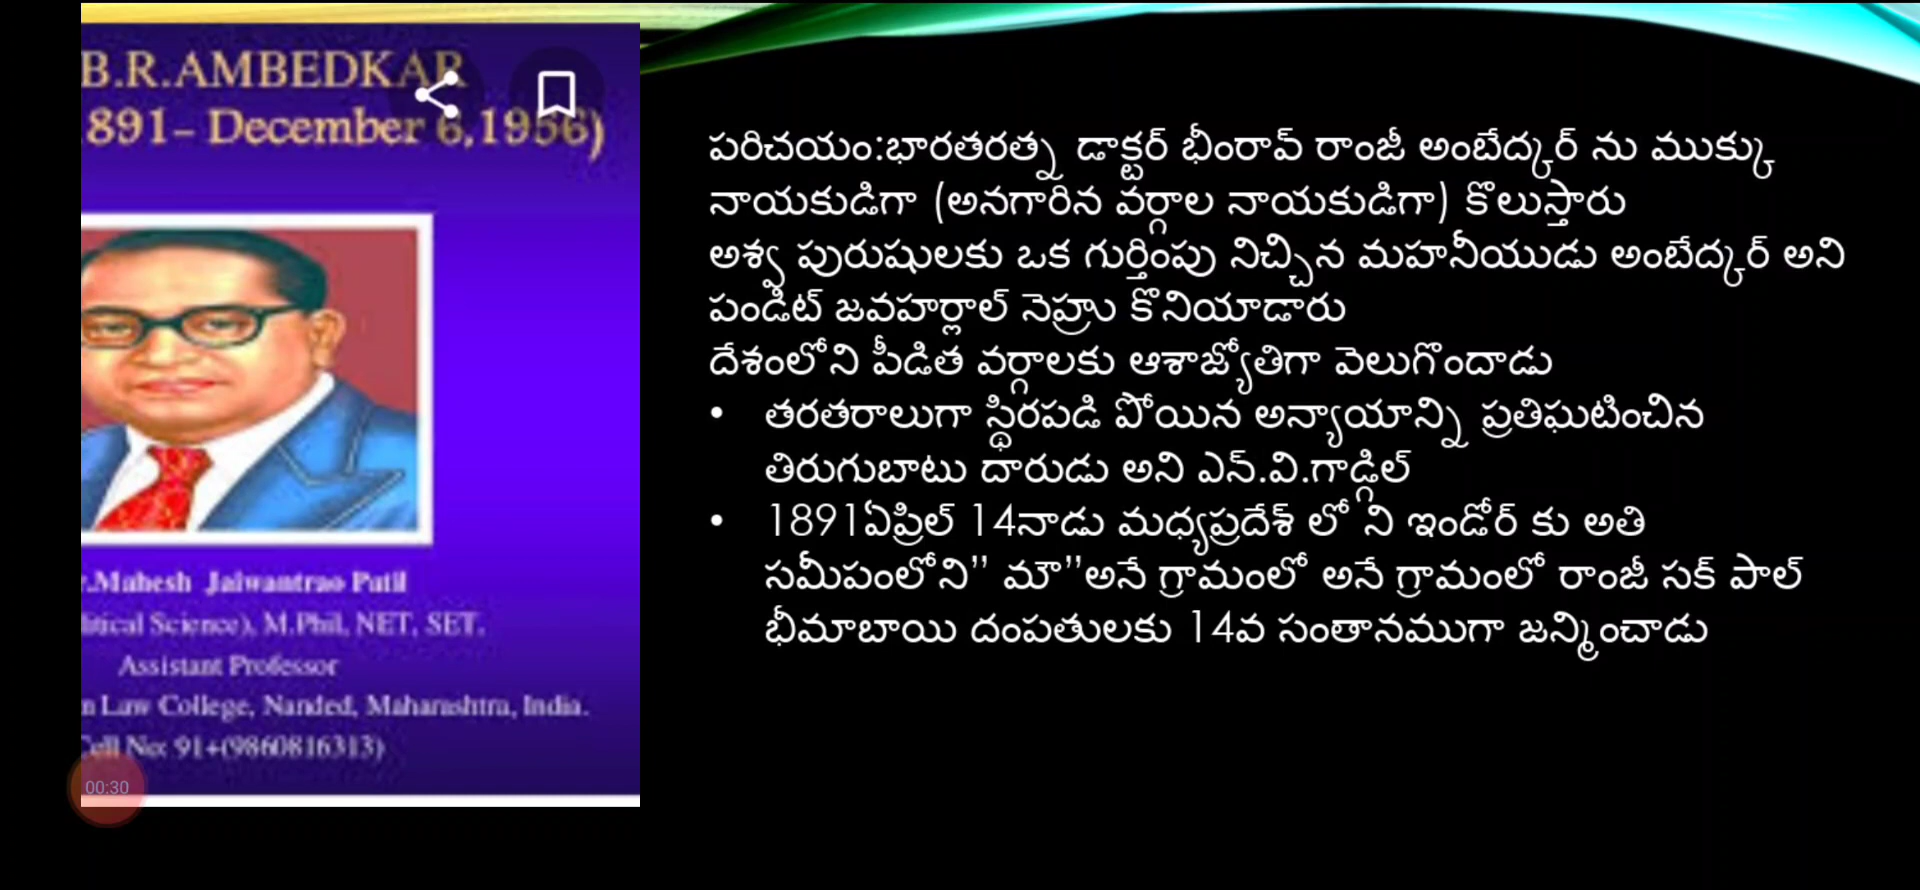 B.R.AMBEDKAR
891- December 6,1956)
.Mahesh Jaiwantrao Patil
itical Science), M.Phil, NET, SET.
Assistant Professor
n Law College, Nanded, Maharashtra, India.
Cell No: 91+(9860816313)
00:30
పరిచయం:భారతరత్న డాక్టర్ భీంరావ్ రాంజీ అంబేద్కర్ ను ముక్కు
నాయకుడిగా (అనగారిన వర్గాల నాయకుడిగా) కొలుస్తారు
అశ్వ పురుషులకు ఒక గుర్తింపు నిచ్చిన మహనీయుడు అంబేద్కర్ అని
పండిట్ జవహర్లాల్ నెహ్రు కొనియాడారు
దేశంలోని పీడిత వర్గాలకు ఆశాజ్యోతిగా వెలుగొందాడు
• తరతరాలుగా స్థిరపడి పోయిన అన్యాయాన్ని ప్రతిఘటించిన
తిరుగుబాటు దారుడు అని ఎన్.వి.గాడ్గిల్
• 1891ఏప్రిల్ 14నాడు మధ్యప్రదేశ్ లో ని ఇండోర్ కు అతి
సమీపంలోని” మౌ”అనే గ్రామంలో అనే గ్రామంలో రాంజీ సక్ పాల్
భీమాబాయి దంపతులకు 14వ సంతానముగా జన్మించాడు